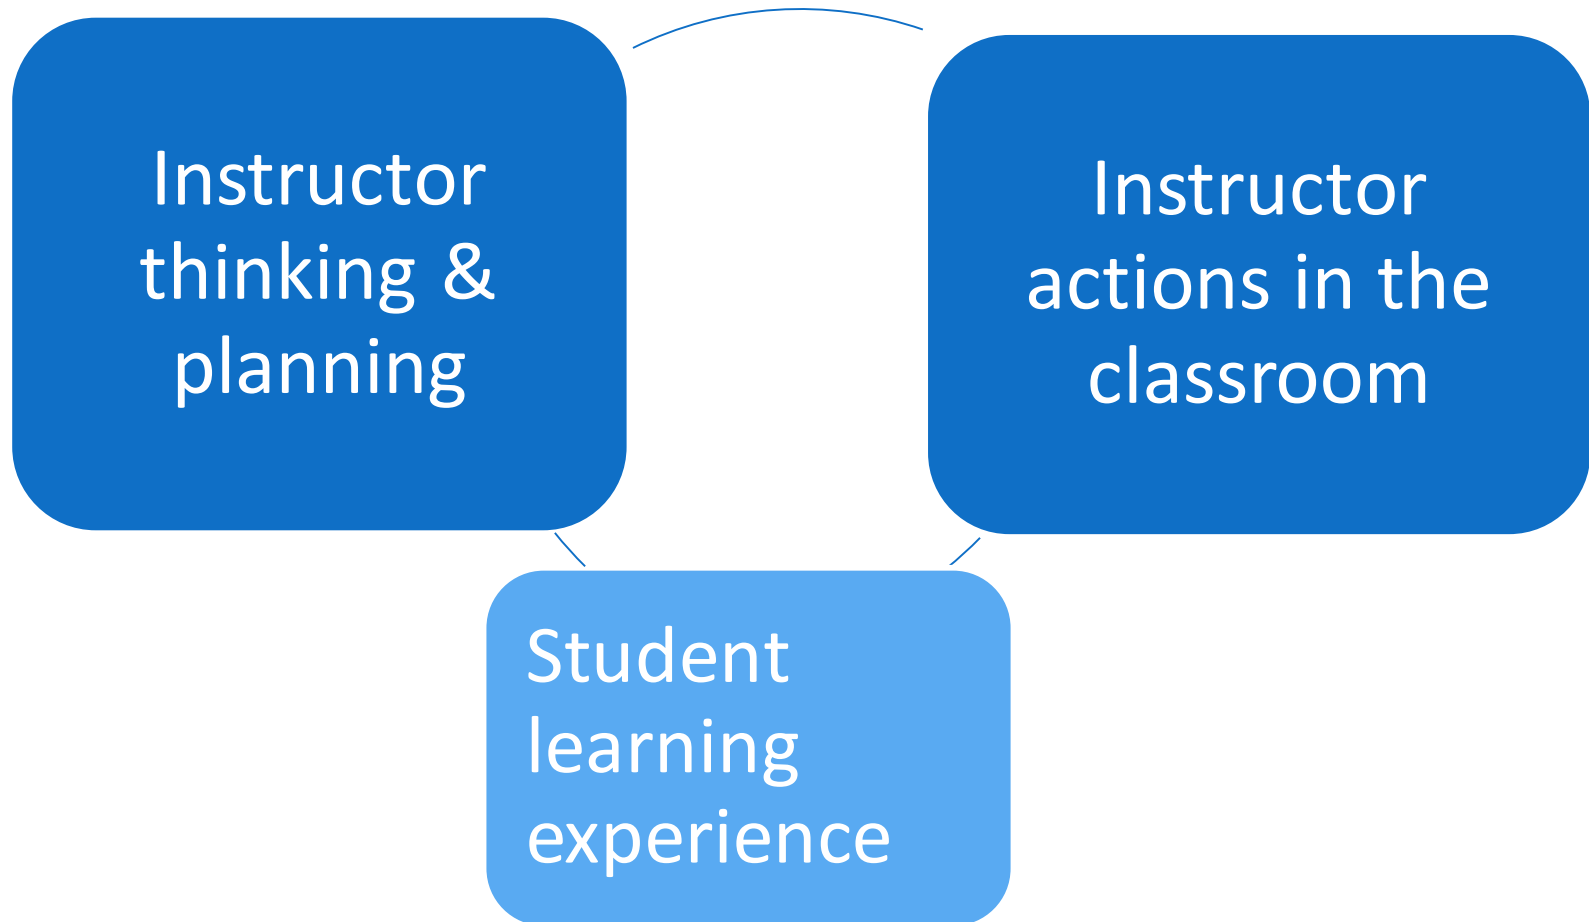 Instructor
thinking &
planning
Instructor
actions in the
classroom
Student
learning
experience